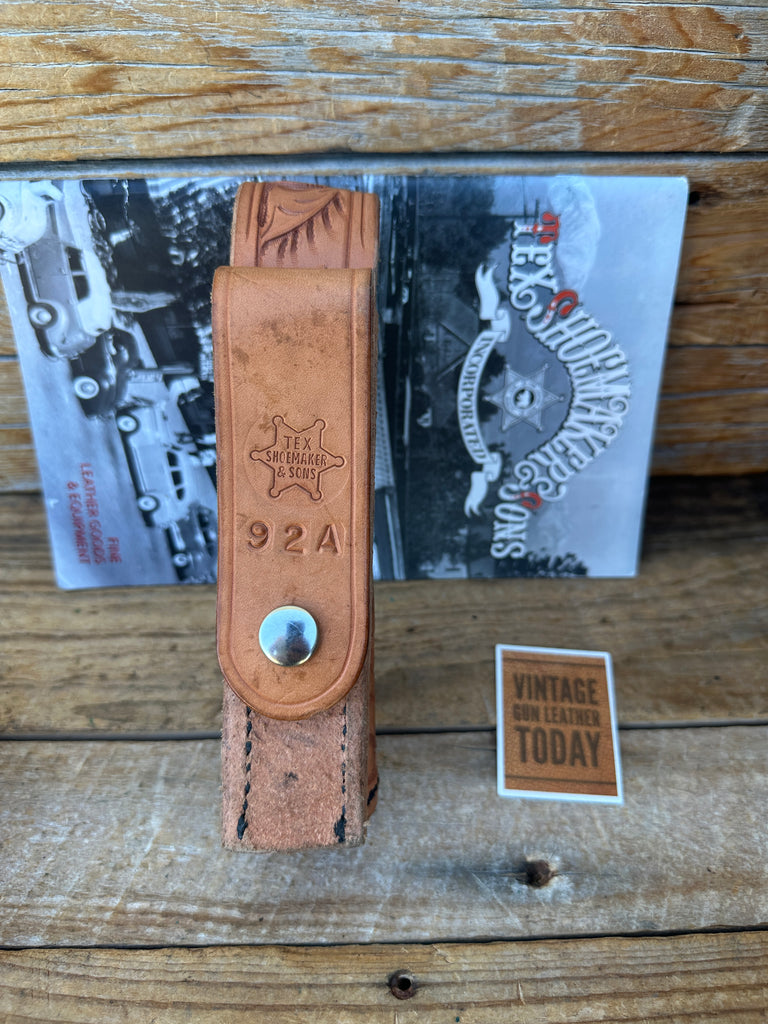 TEX SHOEMAKER & SONS
INCORPORATED
FINE
LEATHER GOODS
& EQUIPMENT
TEX
SHOEMAKER
& SONS
92A
VINTAGE
GUN LEATHER
TODAY